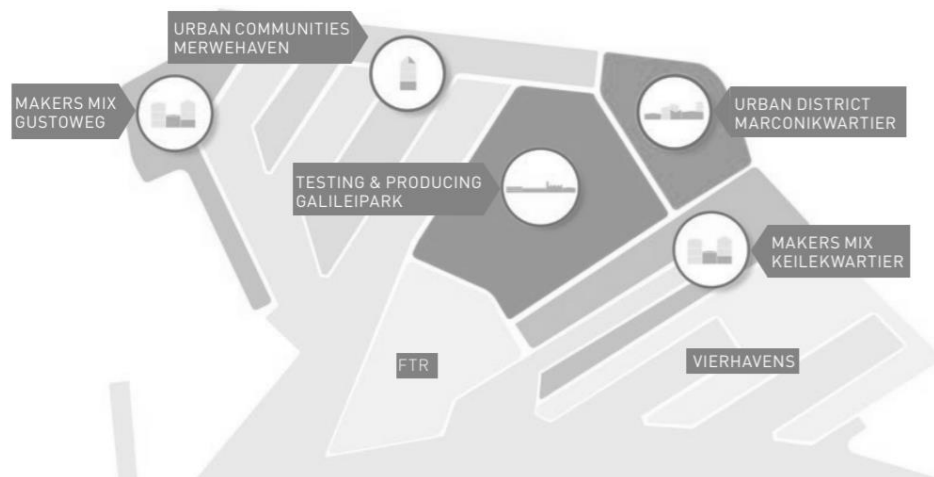 URBAN COMMUNITIES
MERWEHAVEN
MAKERS MIX
GUSTOWEG
URBAN DISTRICT
MARCONIKWARTIER
TESTING & PRODUCING
GALILEIPARK
MAKERS MIX
KEILEKWARTIER
FTR
VIERHAVENS